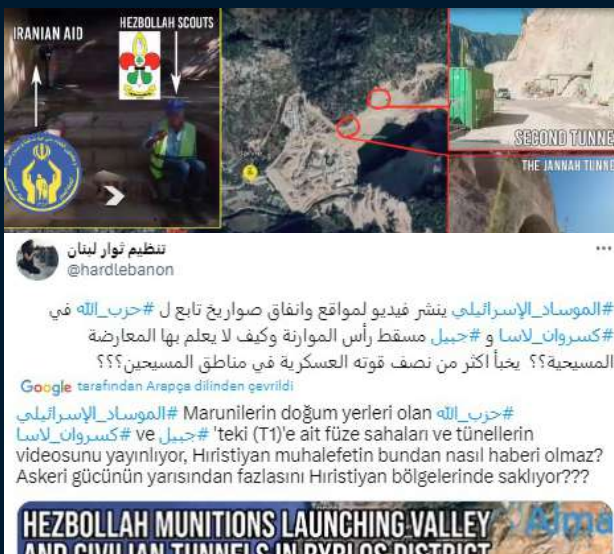 IRANIAN AID
HEZBOLLAH SCOUTS
SECOND TUNNE
THE JANNAH TUNNE
تنظيم ثوار لبنان
@hardlebanon
#الموساد_الإسرائيلي ينشر فيديو لمواقع وانفاق صواريخ تابع ل #حزب_الله في
#كسروان_لاسا و #جبيل مسقط رأس الموارنة وكيف لا يعلم بها المعارضة
المسيحية؟؟ يخبأ اكثر من نصف قوته العسكرية في مناطق المسيحين؟؟؟
Google tarafından Arapça dilinden çevrildi
#الموساد_الإسرائيلي Marunilerin doğum yerleri olan #حزب_الله
#كسروان_لاسا ve #جبيل 'teki (T1)'e ait füze sahaları ve tünellerin
videosunu yayınlıyor, Hıristiyan muhalefetin bundan nasıl haberi olmaz?
Askeri gücünün yarısından fazlasını Hıristiyan bölgelerinde saklıyor???
HEZBOLLAH MUNITIONS LAUNCHING VALLEY
AND CIVILIAN TUNNELS IN BYBLOS DISTRICT
Alma